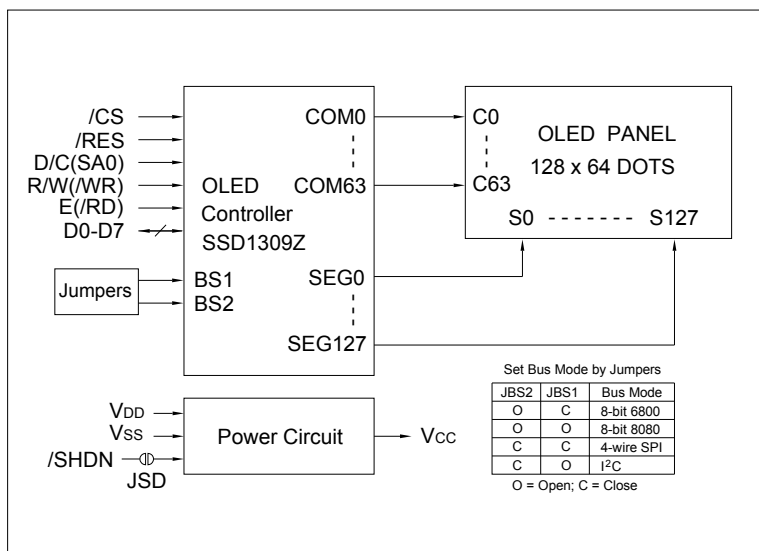 /CS
/RES
D/C(SA0)
R/W(/WR)
E(/RD)
D0-D7
Jumpers
BS1
BS2
OLED
Controller
SSD1309Z
COM0
COM63
SEG0
SEG127
C0
C63
OLED PANEL
128 x 64 DOTS
S0 S127
VDD
VSS
/SHDN
JSD
Power Circuit
VCC
Set Bus Mode by Jumpers
JBS2 JBS1 Bus Mode
O C 8-bit 6800
O O 8-bit 8080
C C 4-wire SPI
C O I²C
O = Open; C = Close